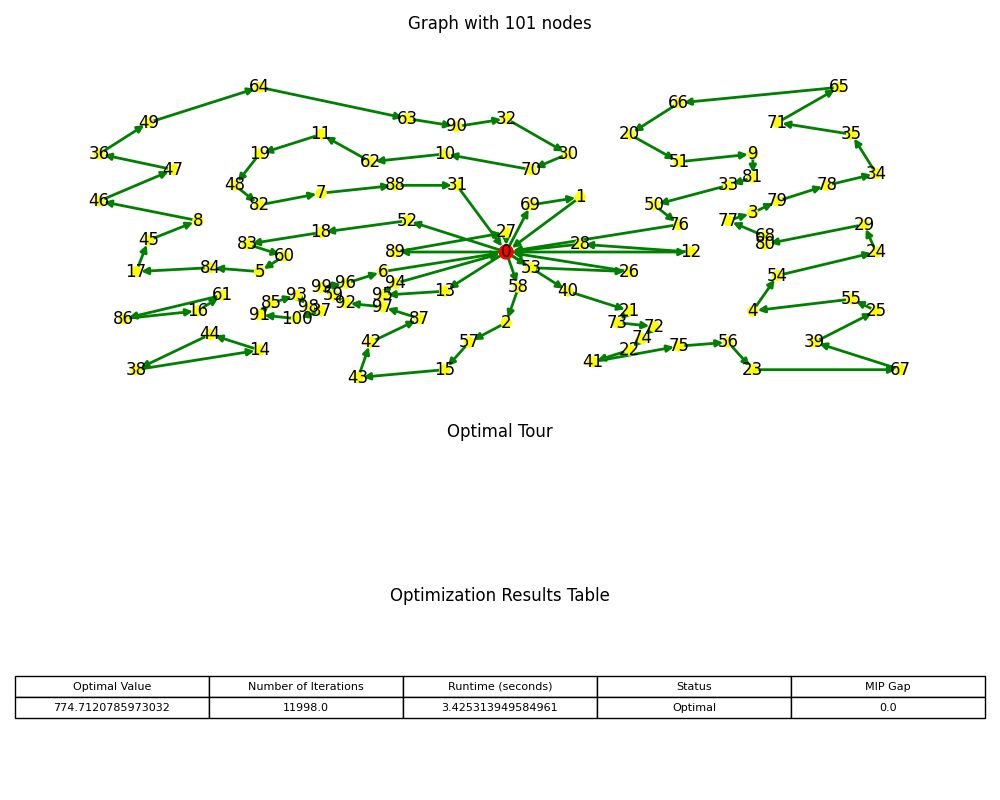 Graph with 101 nodes
64 65
66
63 90 32
49 71
11 20 35
36 19 62 10 30 51 9
47 70 81 34
48 7 88 31 33 78
46 82 69 1 50 3 79
8 52 76 77
45 83 18 27 28 68 80 29
60 89 0 12 24
17 84 5 6 53 26 54
61 99 96 94 58
86 16 85 93 59 95 13 40 4 55
91 98 37 92 97 21 25
100 87 2 73 72
44 42 57 74 56 39
14 22 75
38 43 15 41 23 67
Optimal Tour
Optimization Results Table
Optimal Value Number of Iterations Runtime (seconds) Status MIP Gap
774.7120785973032 11998.0 3.425313949584961 Optimal 0.0